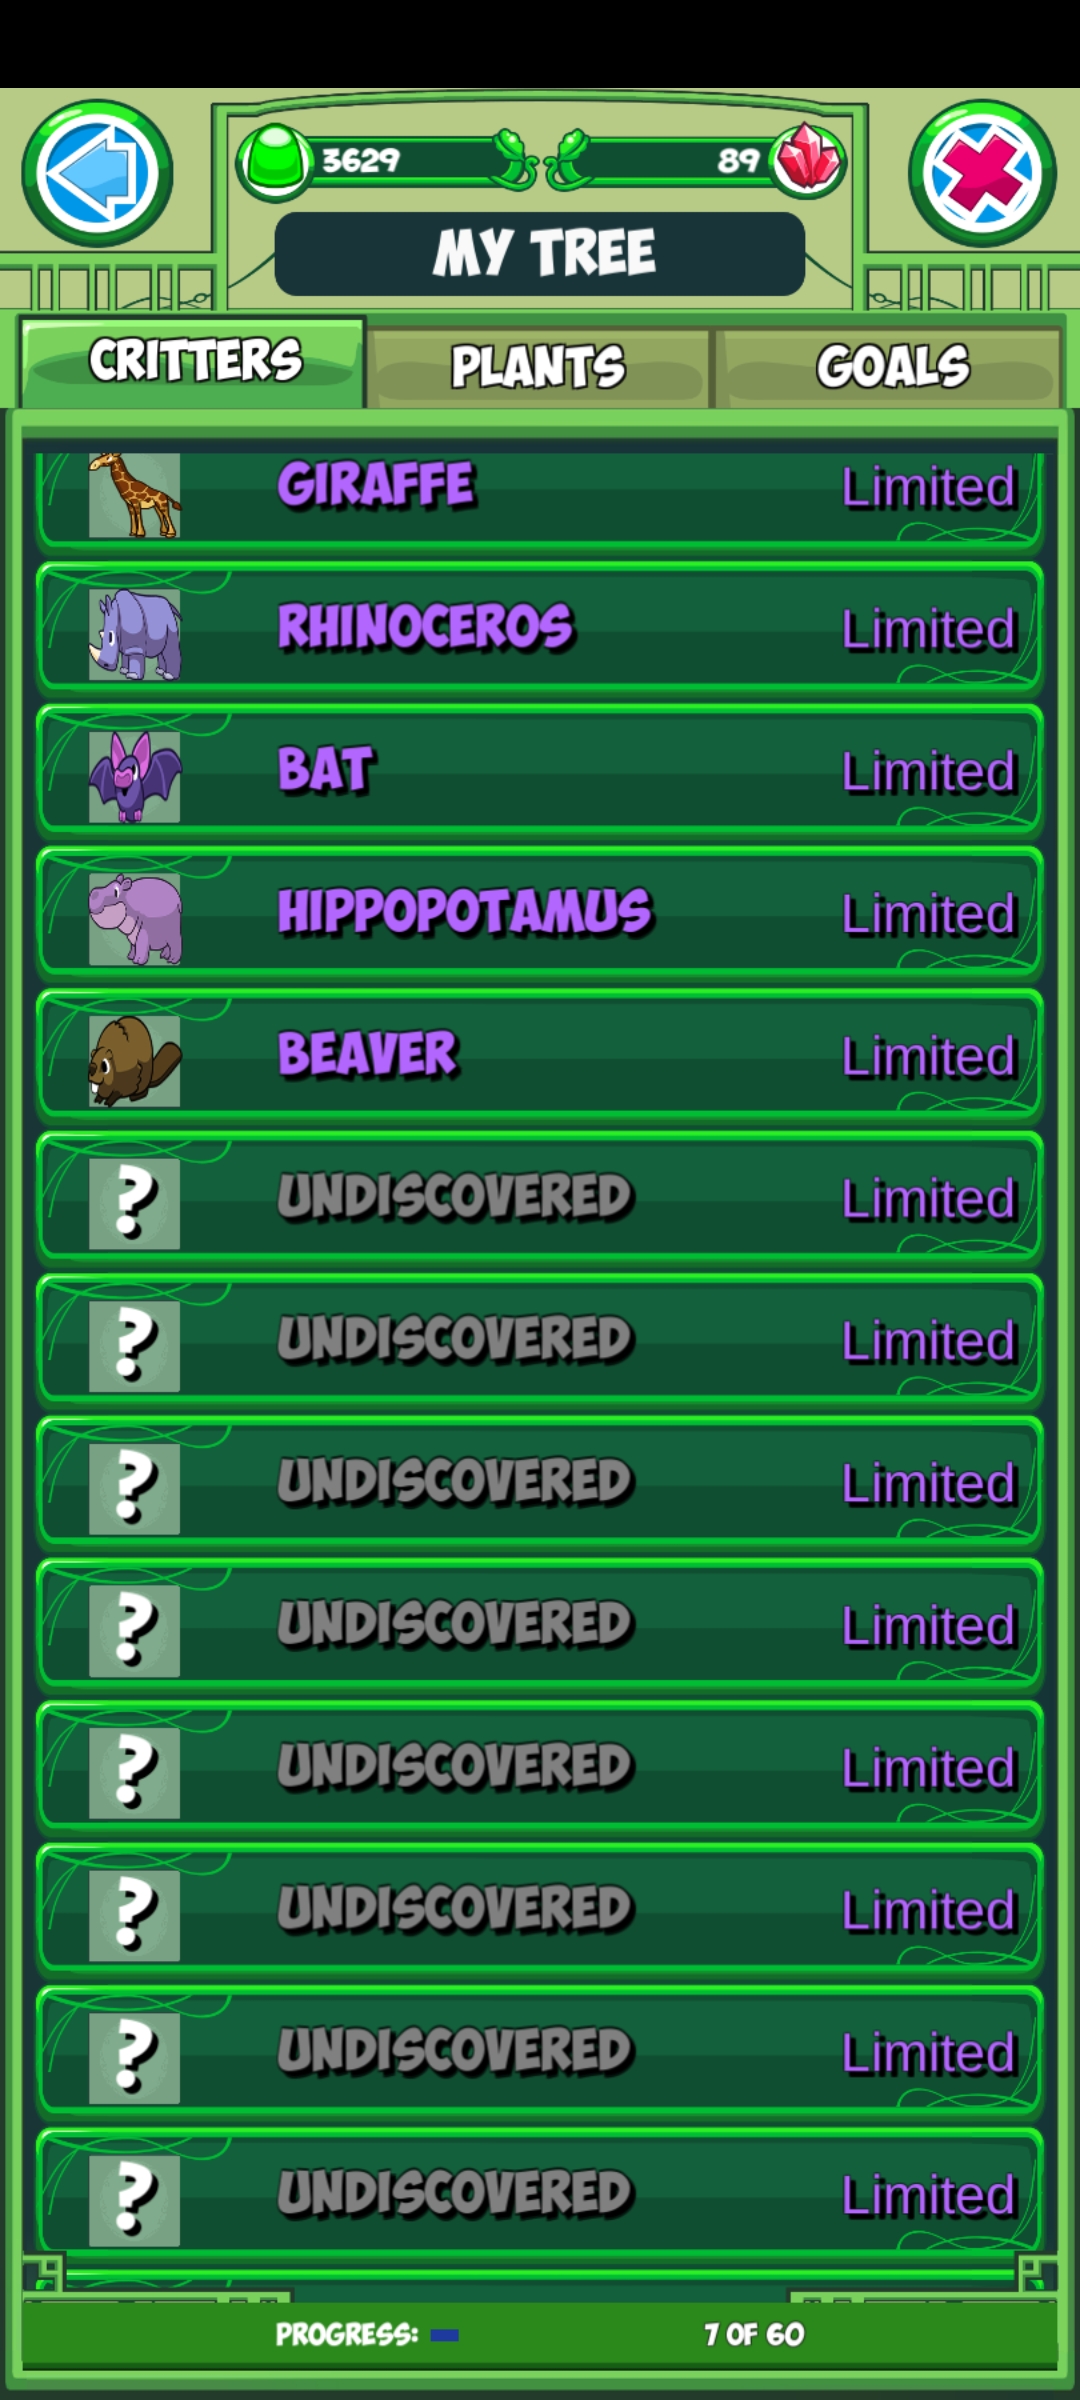 3629 89
MY TREE
CRITTERS PLANTS GOALS
GIRAFFE Limited
RHINOCEROS Limited
BAT Limited
HIPPOPOTAMUS Limited
BEAVER Limited
? UNDISCOVERED Limited
? UNDISCOVERED Limited
? UNDISCOVERED Limited
? UNDISCOVERED Limited
? UNDISCOVERED Limited
? UNDISCOVERED Limited
? UNDISCOVERED Limited
? UNDISCOVERED Limited
PROGRESS: 7 OF 60